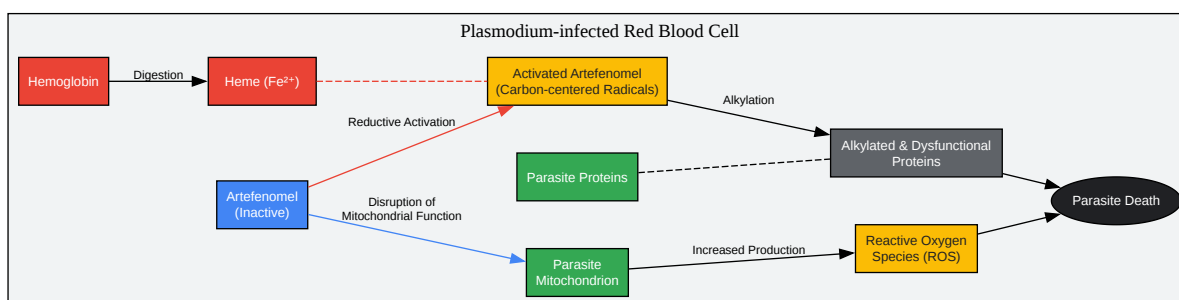 Plasmodium-infected Red Blood Cell
Hemoglobin
Digestion
Heme (Fe²⁺)
Activated Artefenomel
(Carbon-centered Radicals)
Alkylation
Reductive Activation
Alkylated & Dysfunctional
Proteins
Parasite Proteins
Artefenomel
(Inactive)
Disruption of
Mitochondrial Function
Parasite Death
Parasite
Mitochondrion
Increased Production
Reactive Oxygen
Species (ROS)